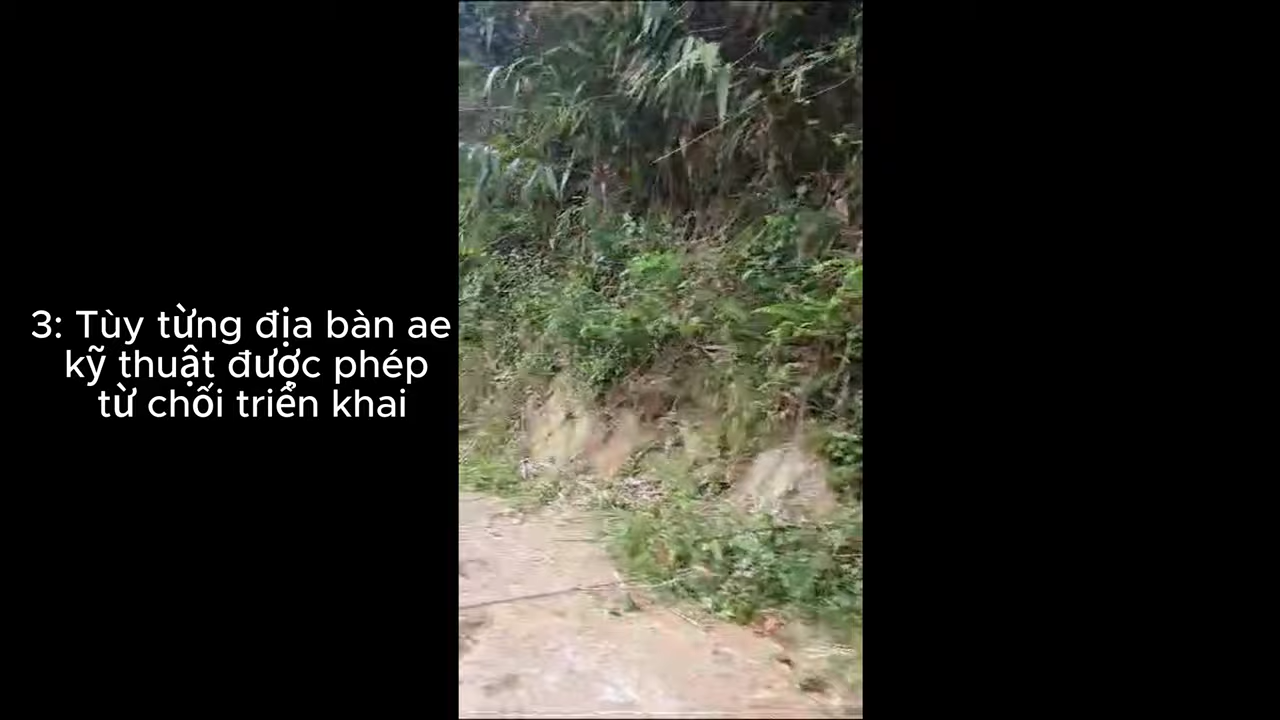 3: Tùy từng địa bàn ae
kỹ thuật được phép
từ chối triển khai